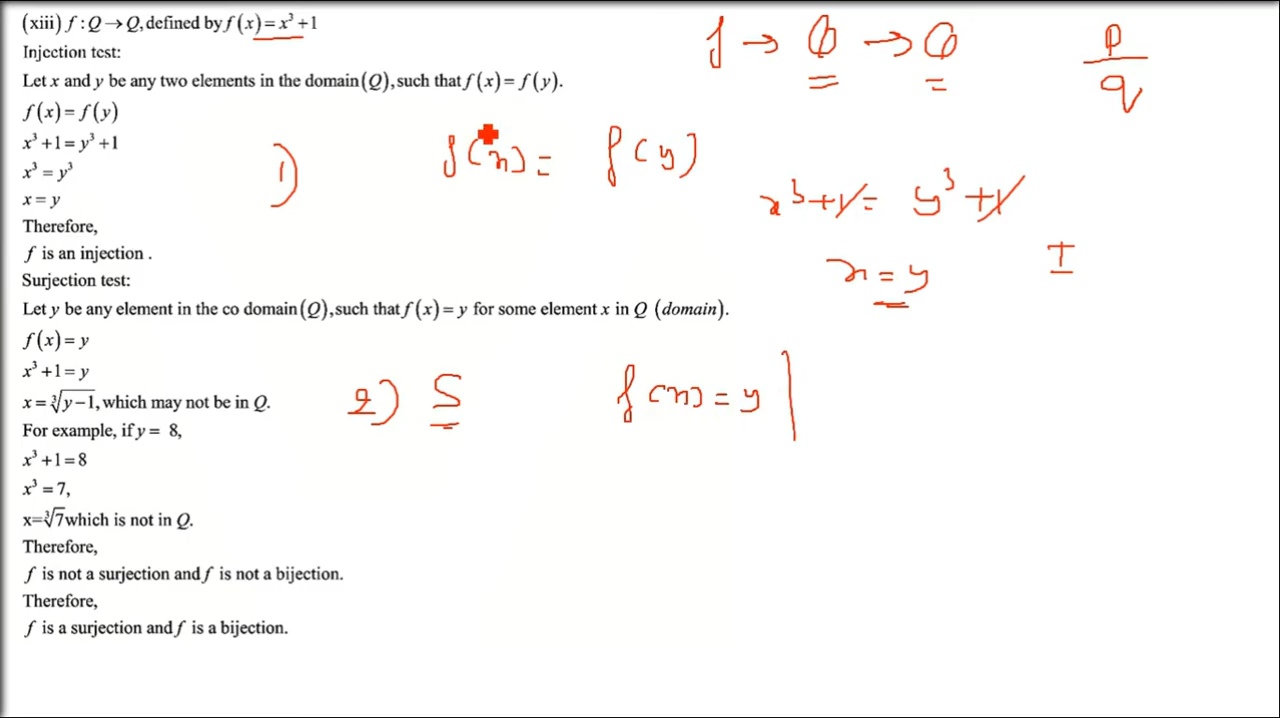 (xiii) f : Q → Q, defined by f(x) = x³ + 1
Injection test:
Let x and y be any two elements in the domain (Q), such that f(x) = f(y).
f(x) = f(y)
x³ + 1 = y³ + 1
x³ = y³
x = y
Therefore,
f is an injection .
Surjection test:
Let y be any element in the co domain (Q), such that f(x) = y for some element x in Q (domain).
f(x) = y
x³ + 1 = y
x = ∛(y−1), which may not be in Q.
For example, if y = 8,
x³ + 1 = 8
x³ = 7,
x=∛7 which is not in Q.
Therefore,
f is not a surjection and f is not a bijection.
Therefore,
f is a surjection and f is a bijection.
f → Q → Q
p/q
1)
f(x) = f(y)
x³ + 1 = y³ + 1
x = y
I
2) S
f(x) = y